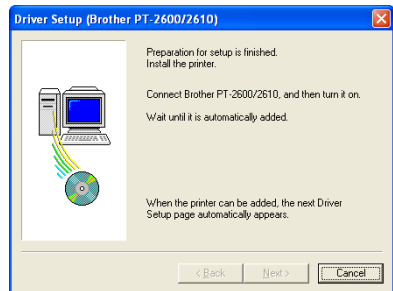 Driver Setup (Brother PT-2600/2610)
Preparation for setup is finished.
Install the printer.
Connect Brother PT-2600/2610, and then turn it on.
Wait until it is automatically added.
When the printer can be added, the next Driver
Setup page automatically appears.
< Back
Next >
Cancel